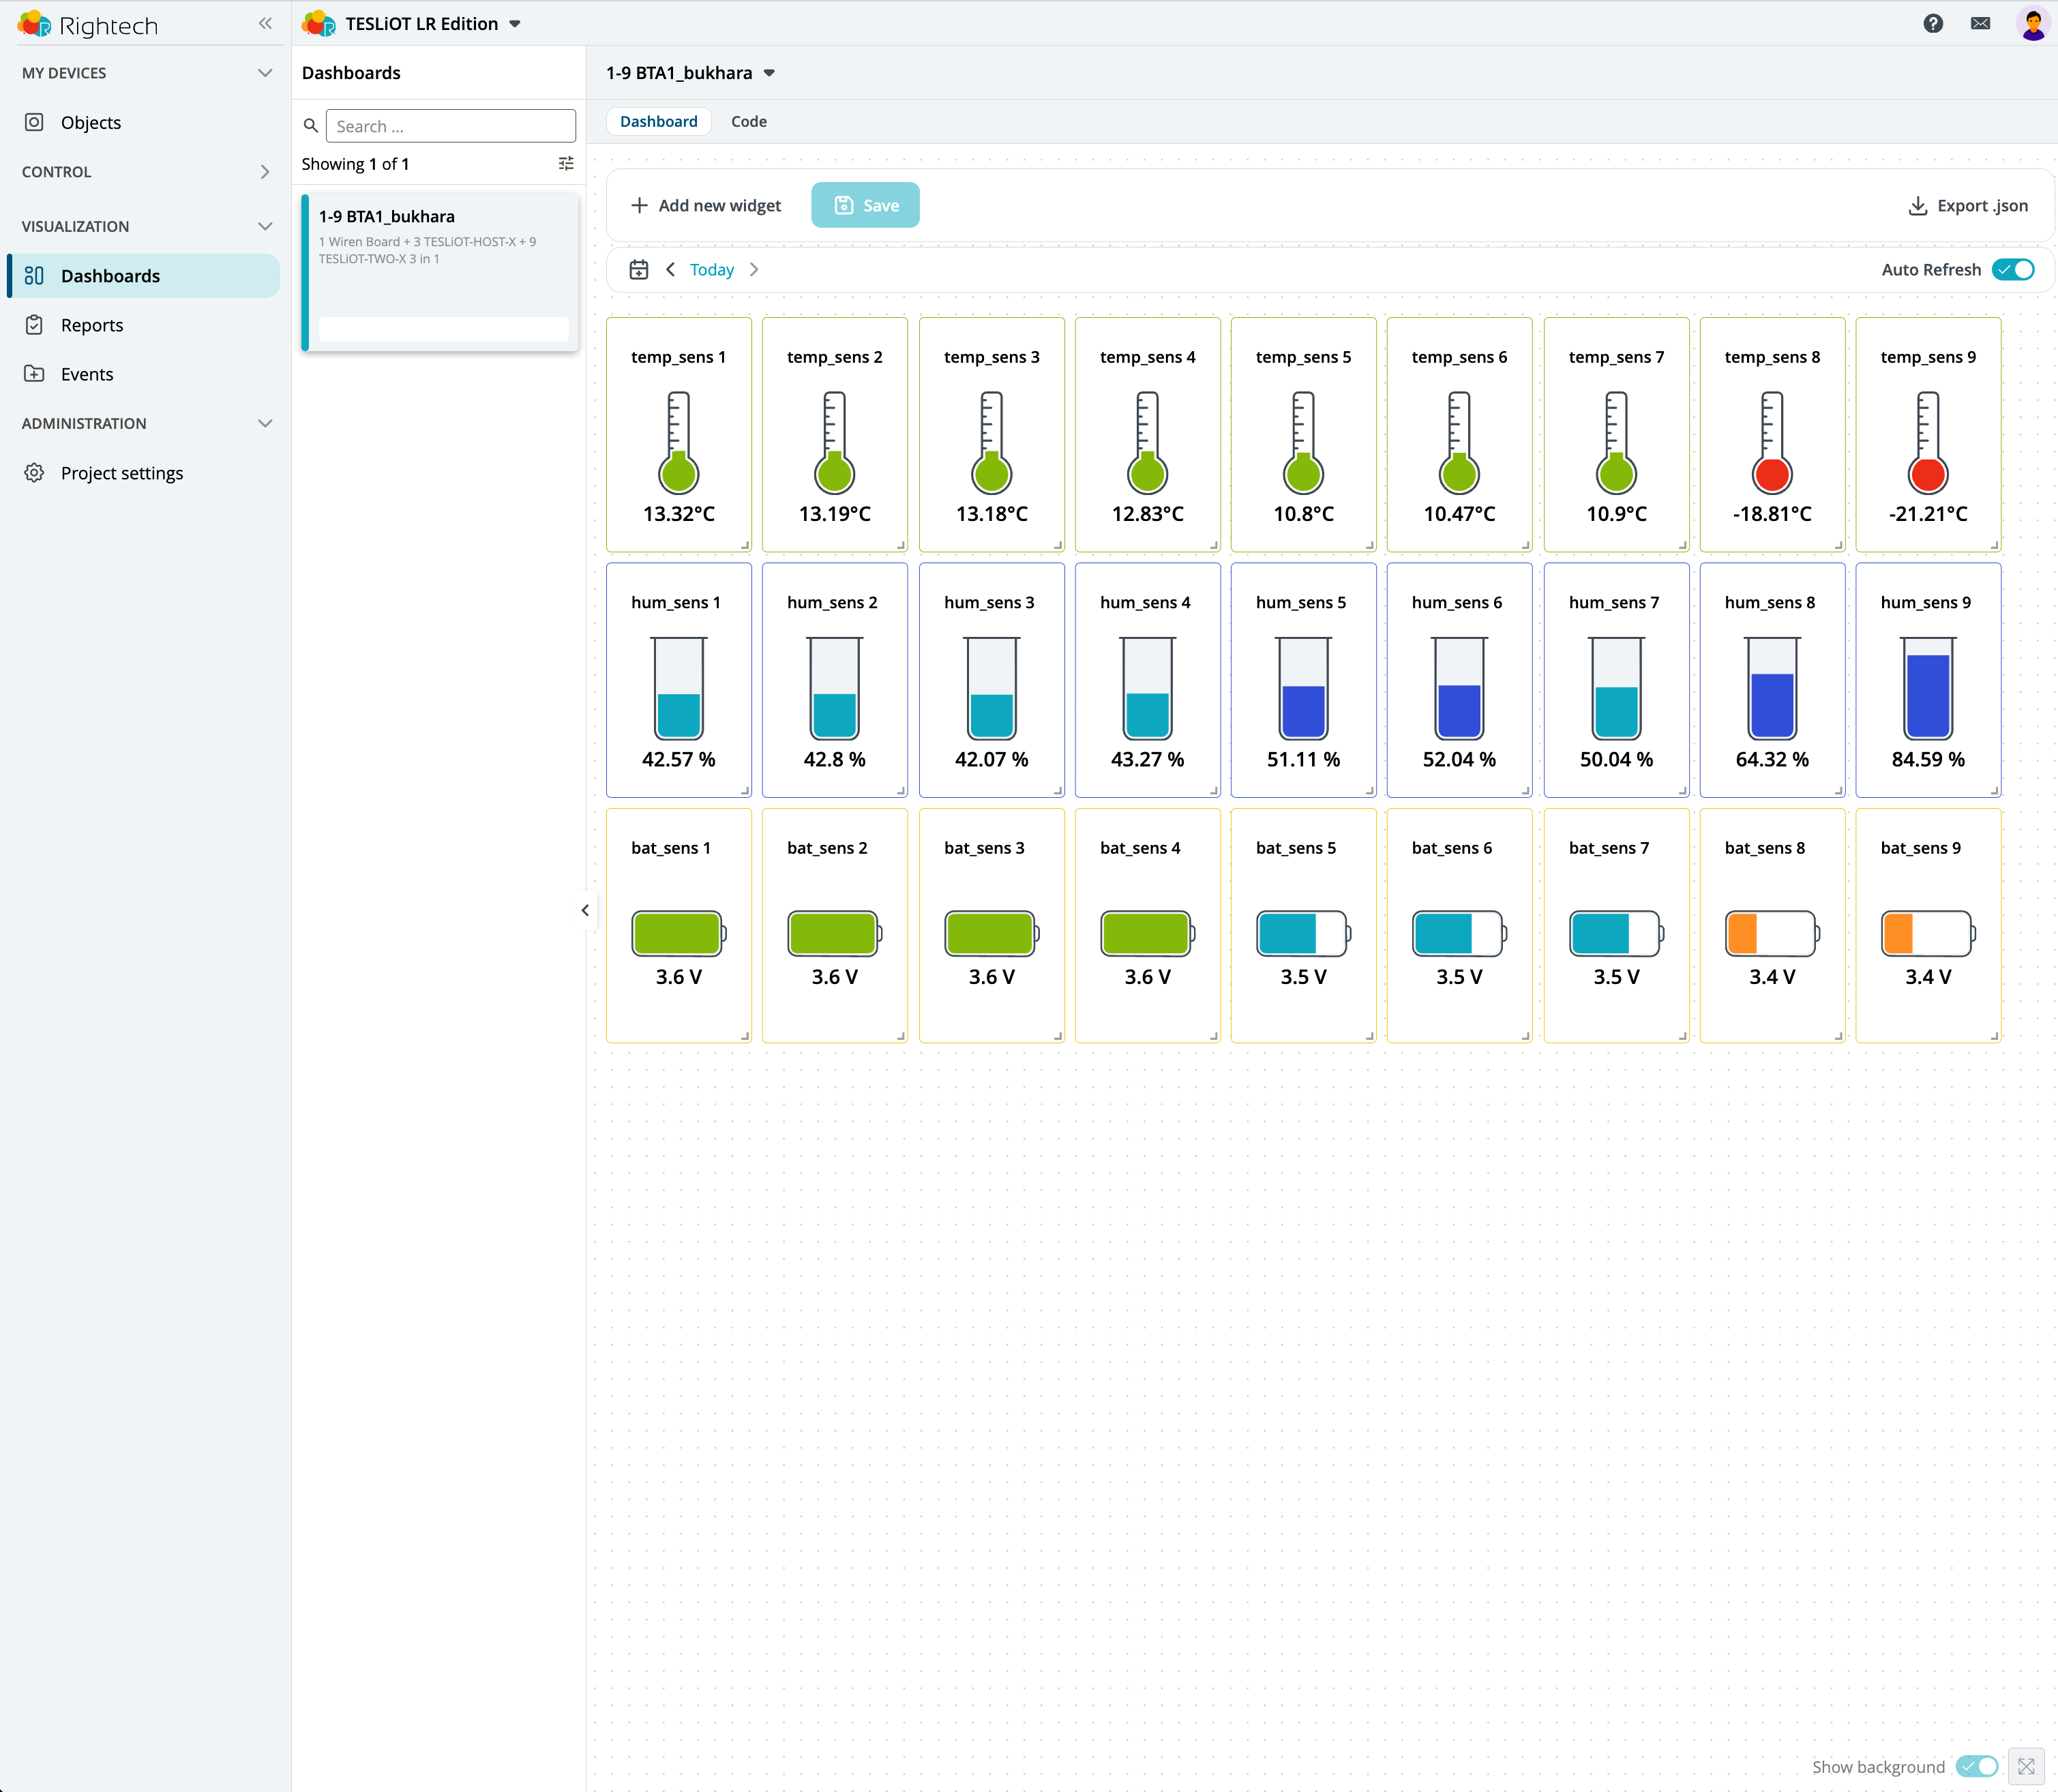 Rightech
TESLiOT LR Edition
MY DEVICES
Objects
CONTROL
VISUALIZATION
Dashboards
Reports
Events
ADMINISTRATION
Project settings
Dashboards
Search ...
Showing 1 of 1
1-9 BTA1_bukhara
1 Wiren Board + 3 TESLiOT-HOST-X + 9
TESLiOT-TWO-X 3 in 1
1-9 BTA1_bukhara
Dashboard Code
Add new widget Save Export .json
Today Auto Refresh
temp_sens 1 temp_sens 2 temp_sens 3 temp_sens 4 temp_sens 5 temp_sens 6 temp_sens 7 temp_sens 8 temp_sens 9
13.32°C 13.19°C 13.18°C 12.83°C 10.8°C 10.47°C 10.9°C -18.81°C -21.21°C
hum_sens 1 hum_sens 2 hum_sens 3 hum_sens 4 hum_sens 5 hum_sens 6 hum_sens 7 hum_sens 8 hum_sens 9
42.57 % 42.8 % 42.07 % 43.27 % 51.11 % 52.04 % 50.04 % 64.32 % 84.59 %
bat_sens 1 bat_sens 2 bat_sens 3 bat_sens 4 bat_sens 5 bat_sens 6 bat_sens 7 bat_sens 8 bat_sens 9
3.6 V 3.6 V 3.6 V 3.6 V 3.5 V 3.5 V 3.5 V 3.4 V 3.4 V
Show background